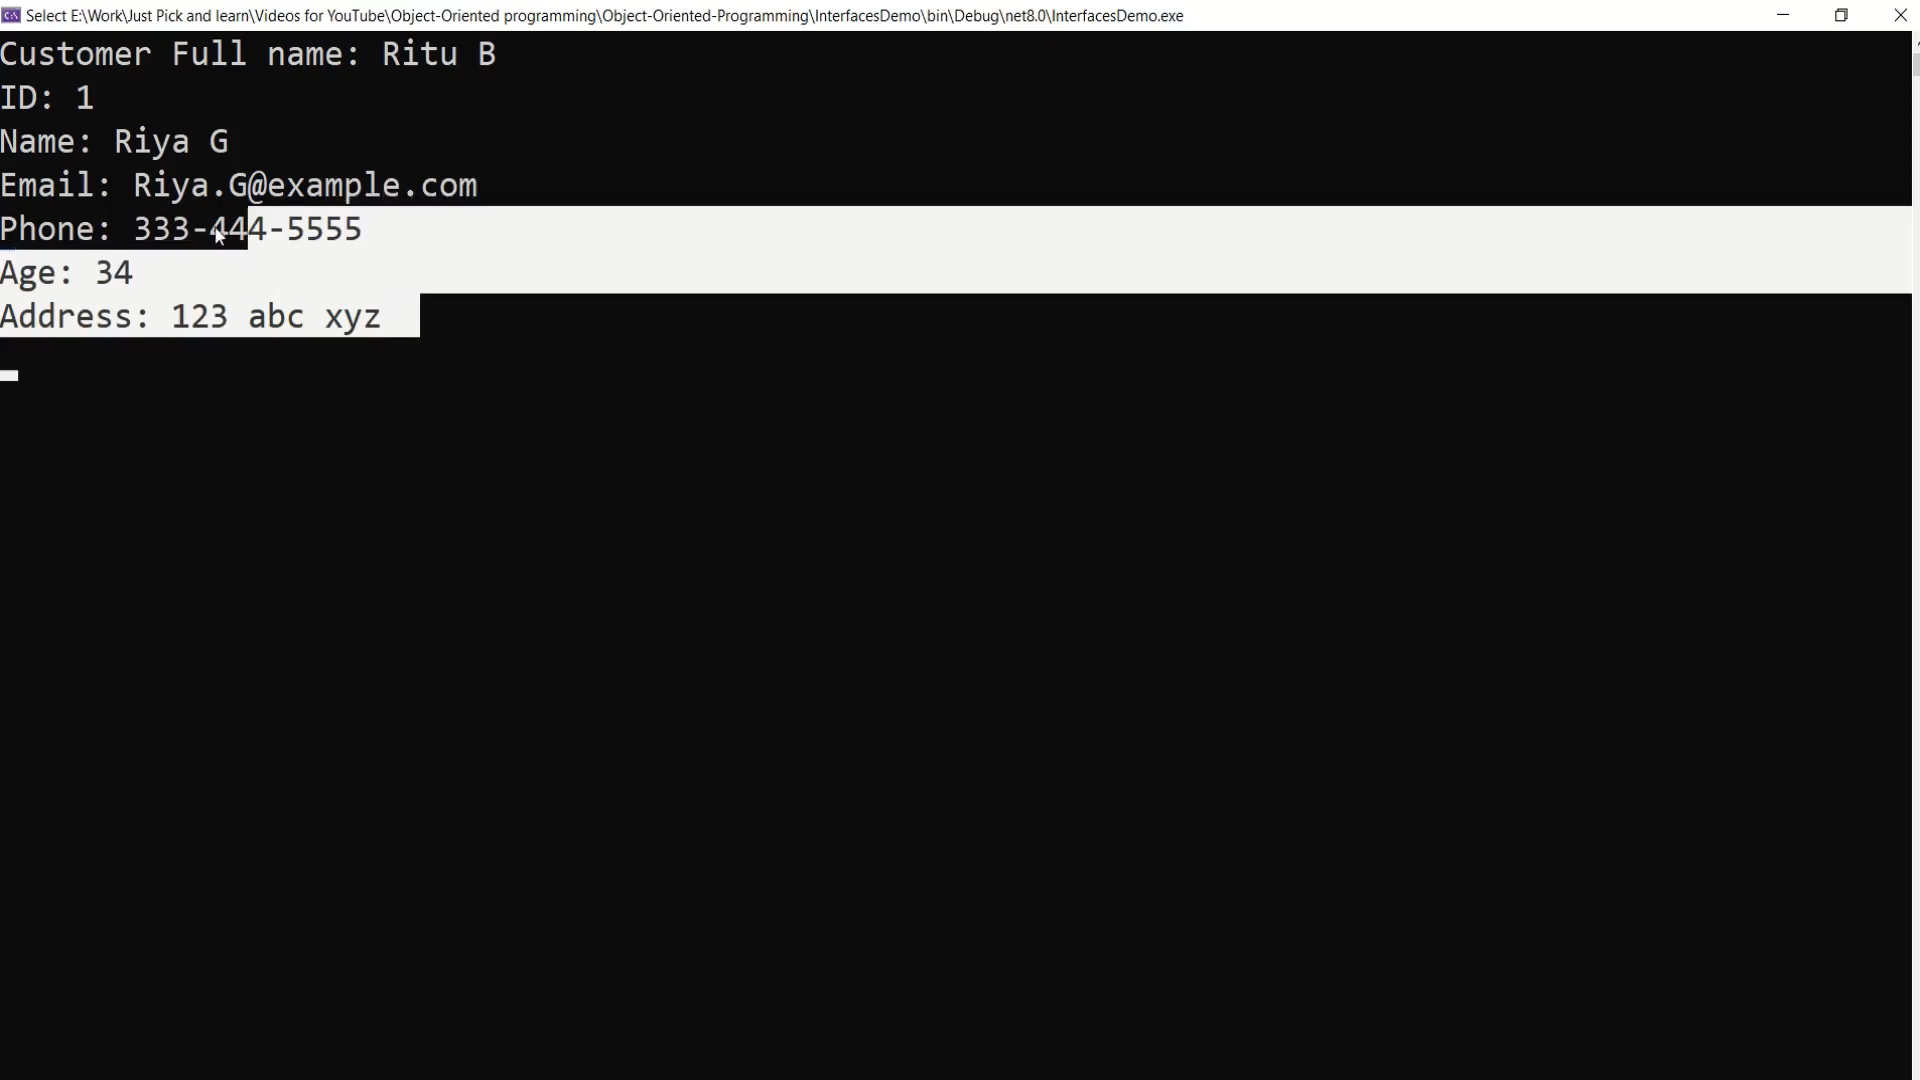 Select E:\Work\Just Pick and learn\Videos for YouTube\Object-Oriented programming\Object-Oriented-Programming\InterfacesDemo\bin\Debug\net8.0\InterfacesDemo.exe
Customer Full name: Ritu B
ID: 1
Name: Riya G
Email: Riya.G@example.com
Phone: 333-444-5555
Age: 34
Address: 123 abc xyz